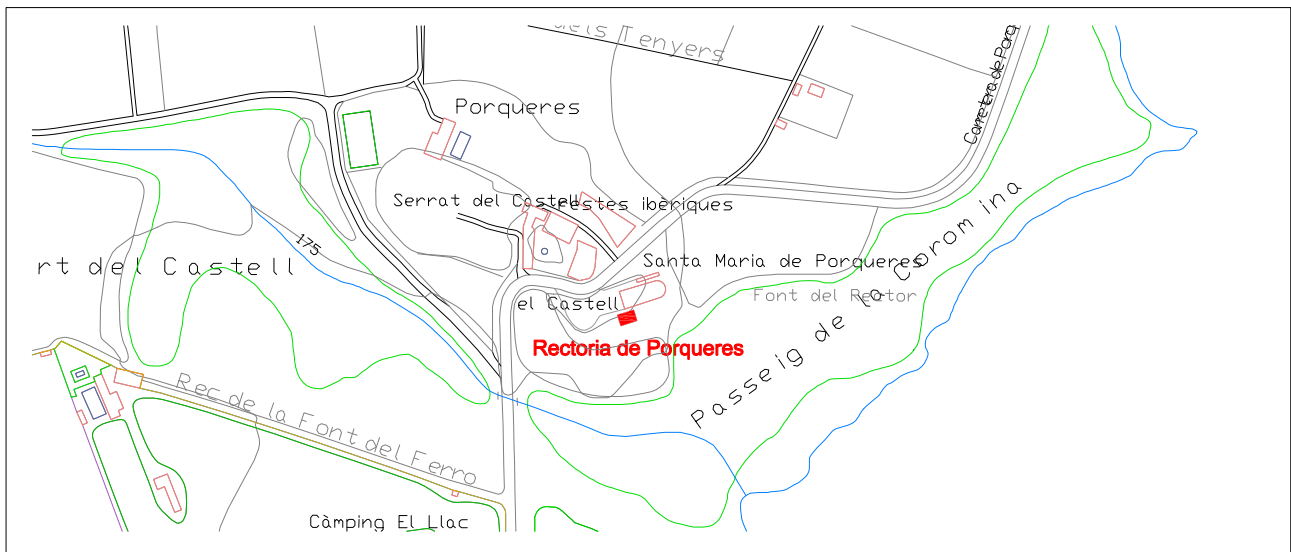 dels Tenyers
Carretera de Porq
Porqueres
Serrat del Castell
Restes ibèriques
175
rt del Castell
Santa Maria de Porqueres
Font del Rector
el Castell
Passeig de la Coromina
Rectoria de Porqueres
Rec de la Font del Ferro
Càmping El Llac